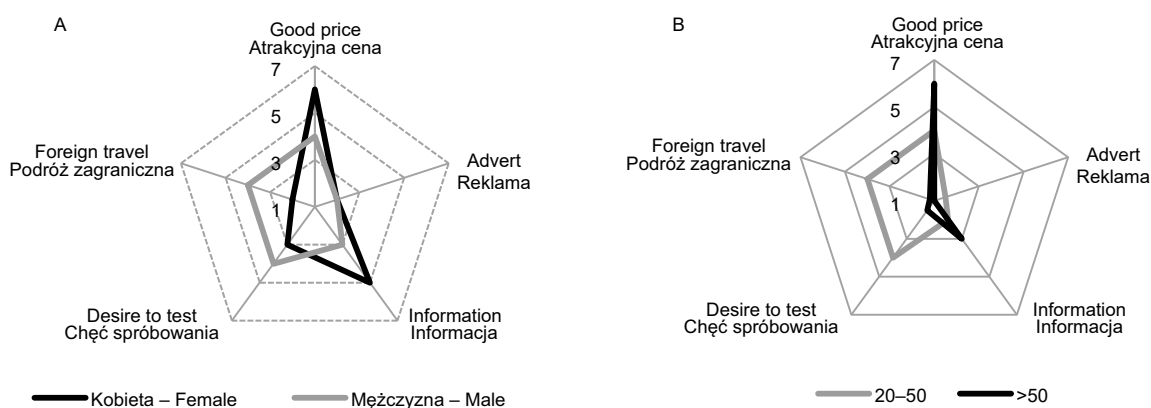 A
Good price
Atrakcyjna cena
7
5
3
1
Foreign travel
Podróż zagraniczna
Advert
Reklama
Desire to test
Chęć spróbowania
Information
Informacja
Kobieta – Female
Mężczyzna – Male
B
Good price
Atrakcyjna cena
7
5
3
1
Foreign travel
Podróż zagraniczna
Advert
Reklama
Desire to test
Chęć spróbowania
Information
Informacja
20–50
>50